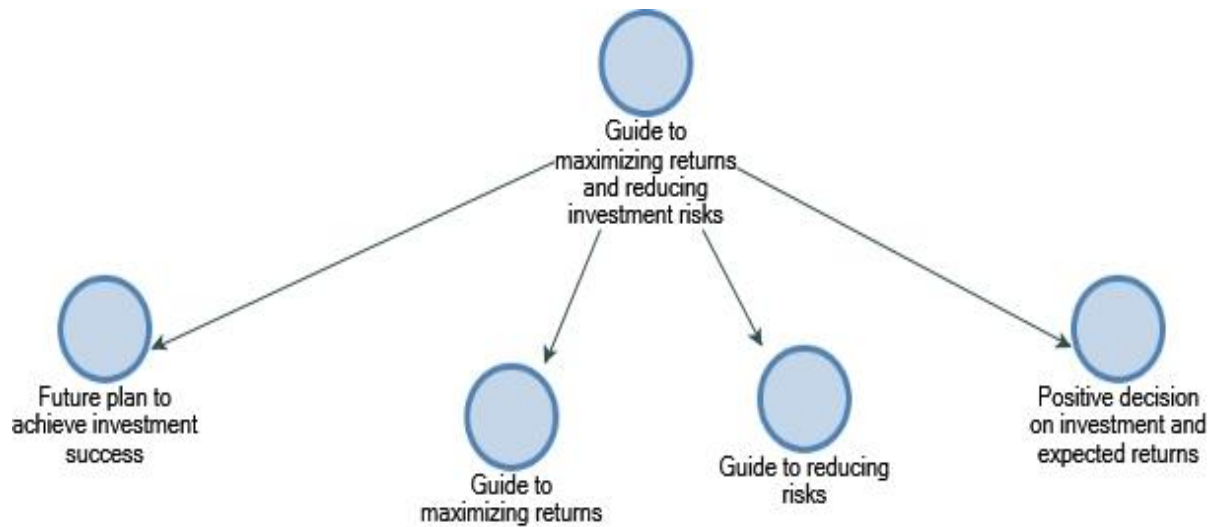 Guide to
maximizing returns
and reducing
investment risks
Future plan to
achieve investment
success
Guide to
maximizing returns
Guide to reducing
risks
Positive decision
on investment and
expected returns